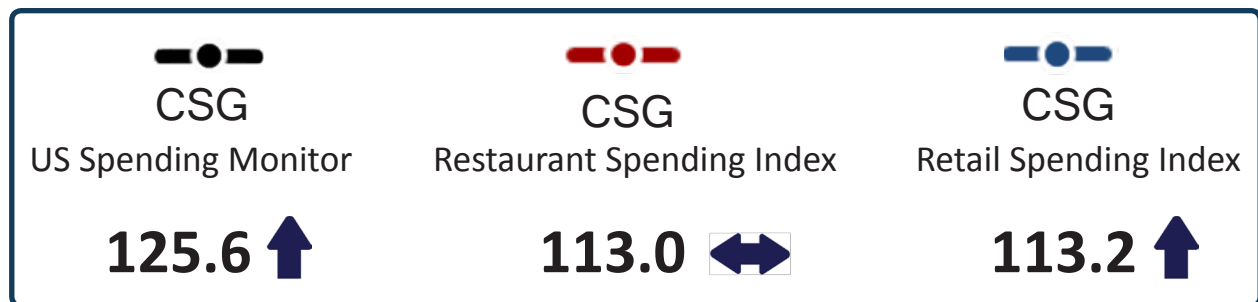 CSG
US Spending Monitor
125.6
CSG
Restaurant Spending Index
113.0
CSG
Retail Spending Index
113.2